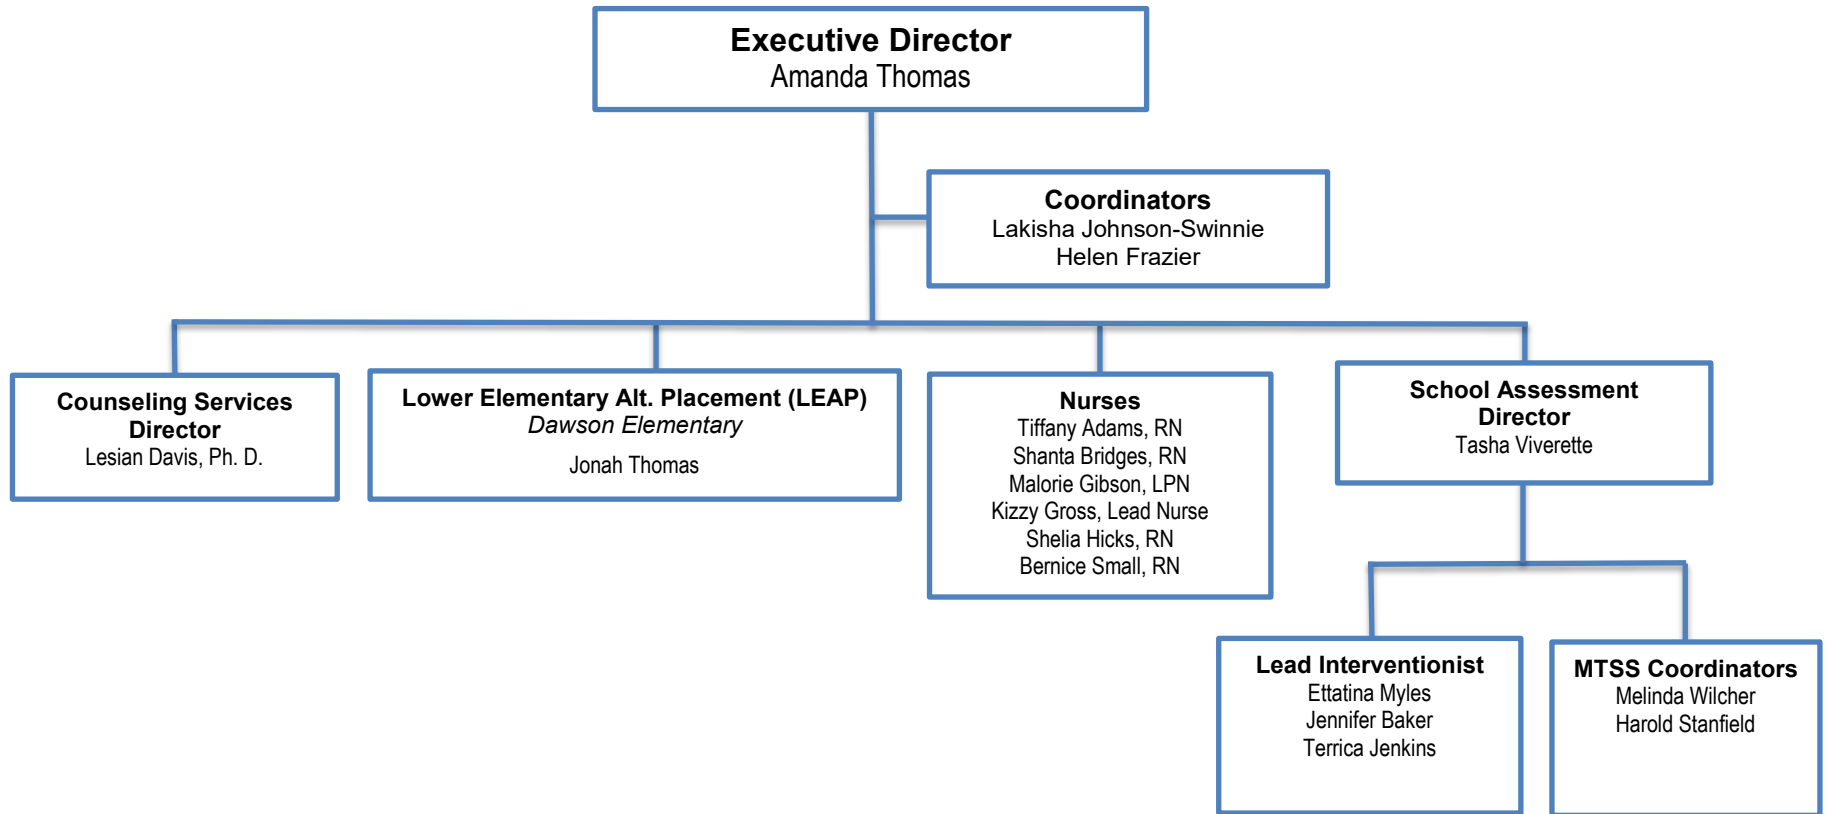 Executive Director
Amanda Thomas
Coordinators
Lakisha Johnson-Swinnie
Helen Frazier
Counseling Services
Director
Lesian Davis, Ph. D.
Lower Elementary Alt. Placement (LEAP)
Dawson Elementary
Jonah Thomas
Nurses
Tiffany Adams, RN
Shanta Bridges, RN
Malorie Gibson, LPN
Kizzy Gross, Lead Nurse
Shelia Hicks, RN
Bernice Small, RN
School Assessment
Director
Tasha Viverette
Lead Interventionist
Ettatina Myles
Jennifer Baker
Terrica Jenkins
MTSS Coordinators
Melinda Wilcher
Harold Stanfield